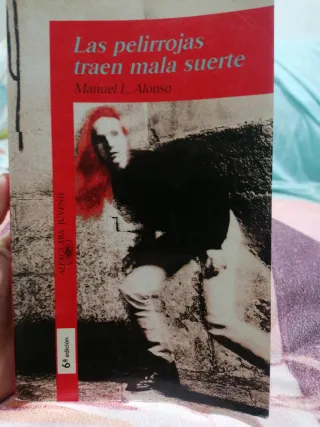 Las pelirrojas
traen mala suerte
Manuel L. Alonso
ALFAGUARA JUVENIL
6ª edición